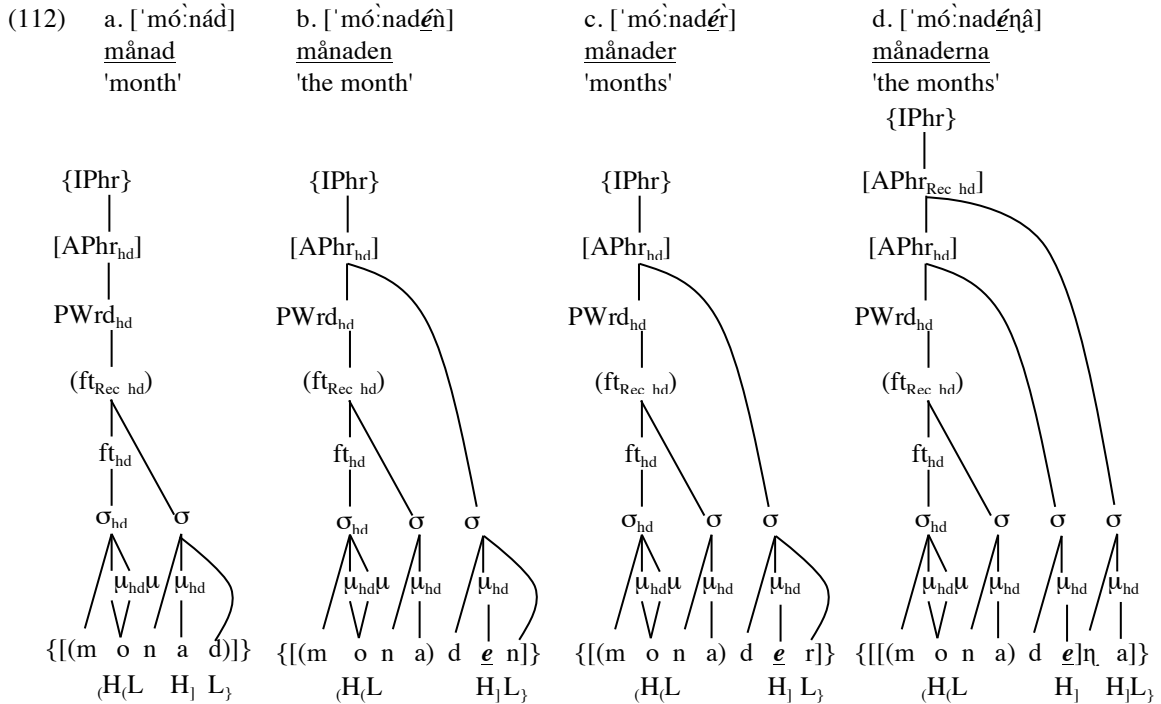 (112) a. [ˈmóːnàd̀] b. [ˈmóːnadéǹ] c. [ˈmóːnadér̀] d. [ˈmóːnadéɳâ]
månad månaden månader månaderna
'month' 'the month' 'months' 'the months'
{IPhr}
{IPhr} {IPhr} {IPhr} [APhrRec hd]
[APhrhd] [APhrhd] [APhrhd] [APhrhd]
PWrdhd PWrdhd PWrdhd PWrdhd
(ftRec hd) (ftRec hd) (ftRec hd) (ftRec hd)
fthd fthd fthd fthd
σhd σ σhd σ σ σhd σ σ σhd σ σ σ
μhdμ μhd μhdμ μhd μhd μhdμ μhd μhd μhdμ μhd μhd μhd
{[(m o n a d)]} {[(m o n a) d e n]} {[(m o n a) d e r]} {[[(m o n a) d e]ɳ a]}
(H(L H] L} (H(L H]L} (H(L H] L} (H(L H] H]L}